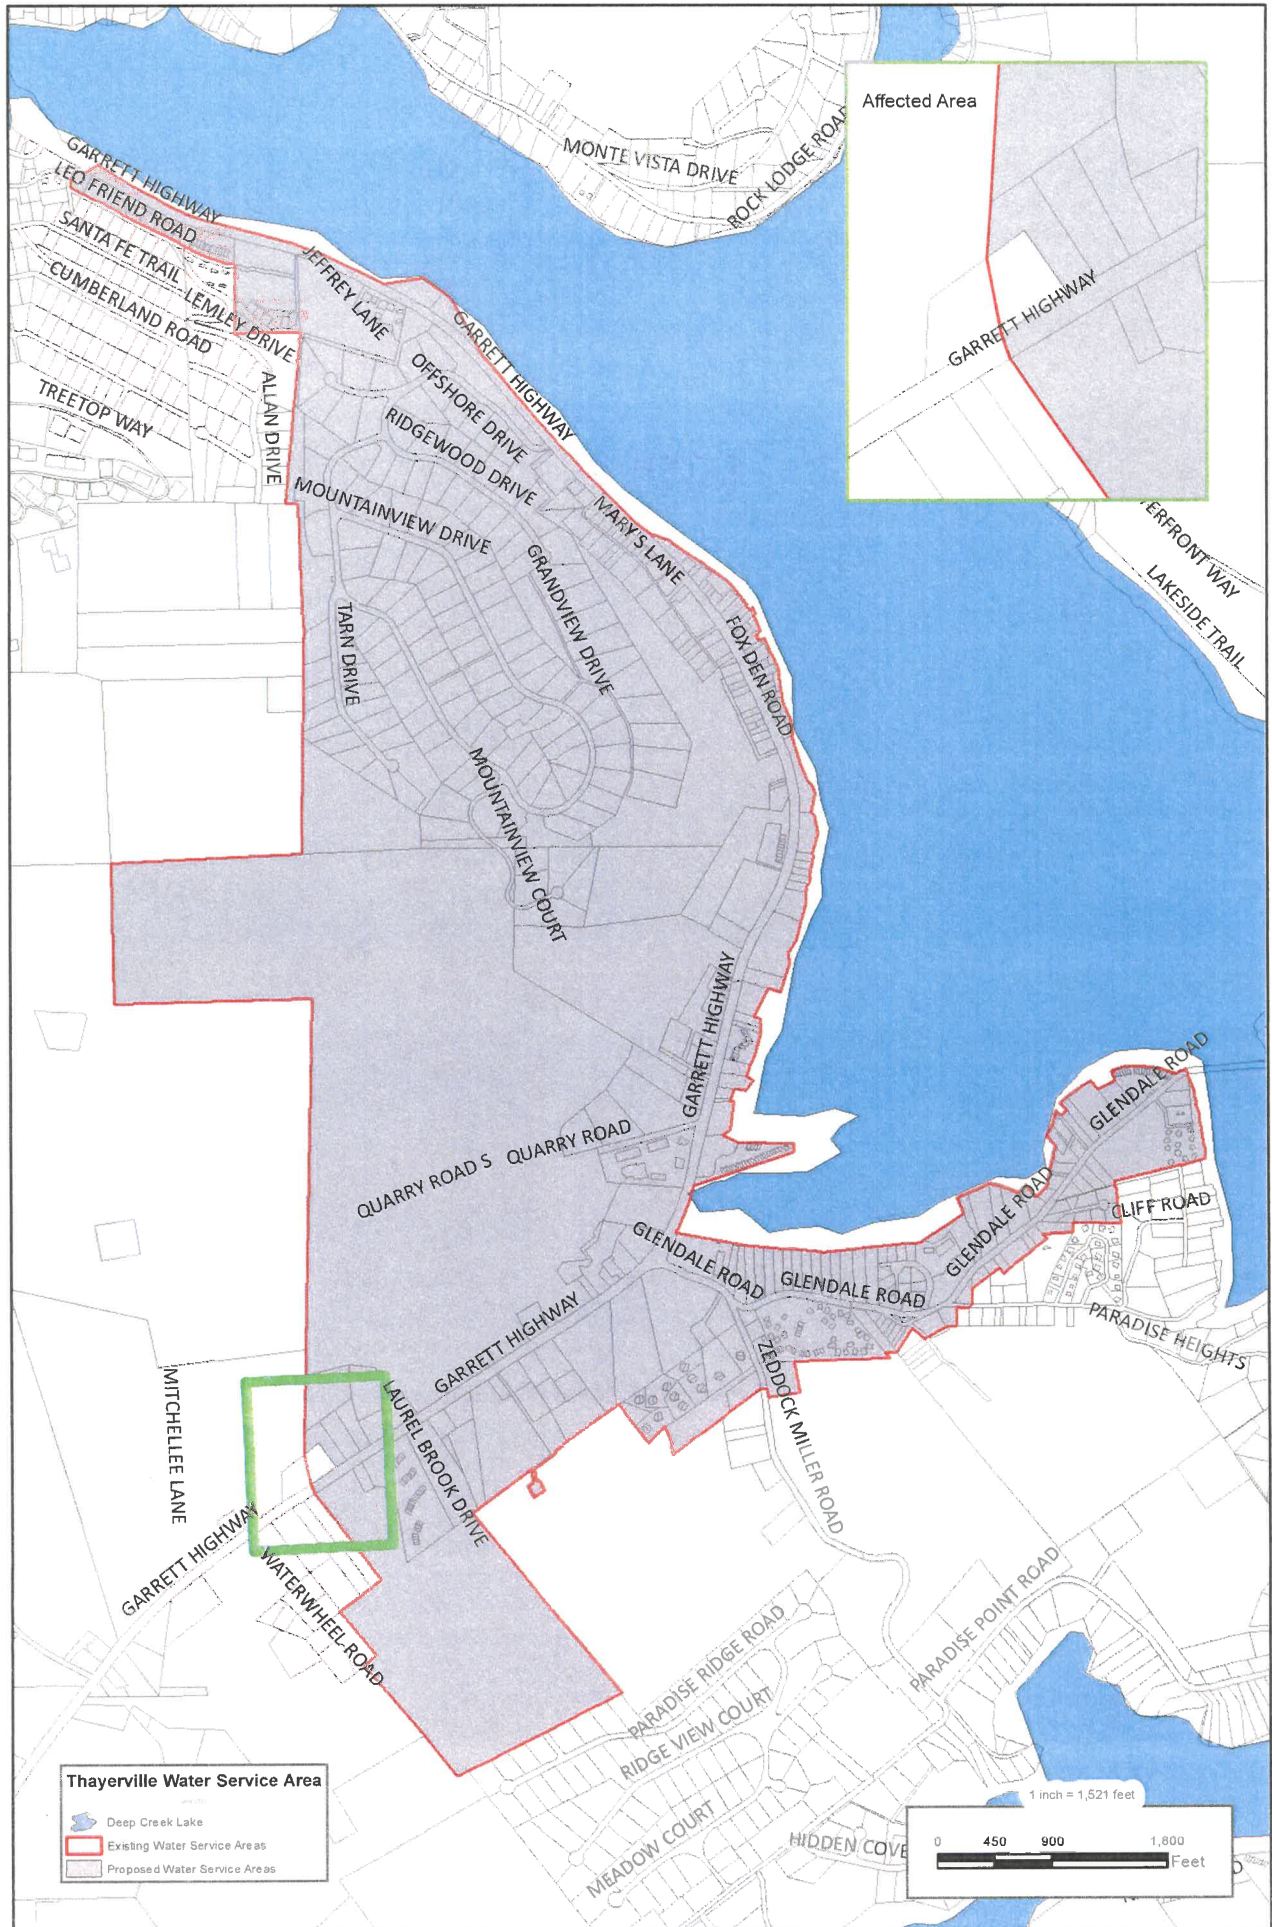 Affected Area
GARRETT HIGHWAY
MONTE VISTA DRIVE
ROCK LODGE ROAD
GARRETT HIGHWAY
LEO FRIEND ROAD
SANTA FE TRAIL
CUMBERLAND ROAD
LEMLEY DRIVE
TREETOP WAY
ALLAN DRIVE
JEFFREY LANE
GARRETT HIGHWAY
OFFSHORE DRIVE
RIDGEWOOD DRIVE
MOUNTAINVIEW DRIVE
MARY'S LANE
GRANDVIEW DRIVE
TARN DRIVE
FOX DEN ROAD
ERFRONT WAY
LAKESIDE TRAIL
MOUNTAINVIEW COURT
GARRETT HIGHWAY
QUARRY ROAD S
QUARRY ROAD
GLENDALE ROAD
GLENDALE ROAD
CLIFF ROAD
GLENDALE ROAD
GLENDALE ROAD
PARADISE HEIGHTS
GARRETT HIGHWAY
ZEDDOCK MILLER ROAD
MITCHELLEE LANE
LAUREL BROOK DRIVE
GARRETT HIGHWAY
WATERWHEEL ROAD
PARADISE POINT ROAD
PARADISE RIDGE ROAD
RIDGE VIEW COURT
MEADOW COURT
HIDDEN COVE
Thayerville Water Service Area
Deep Creek Lake
Existing Water Service Areas
Proposed Water Service Areas
1 inch = 1,521 feet
0 450 900 1,800
Feet